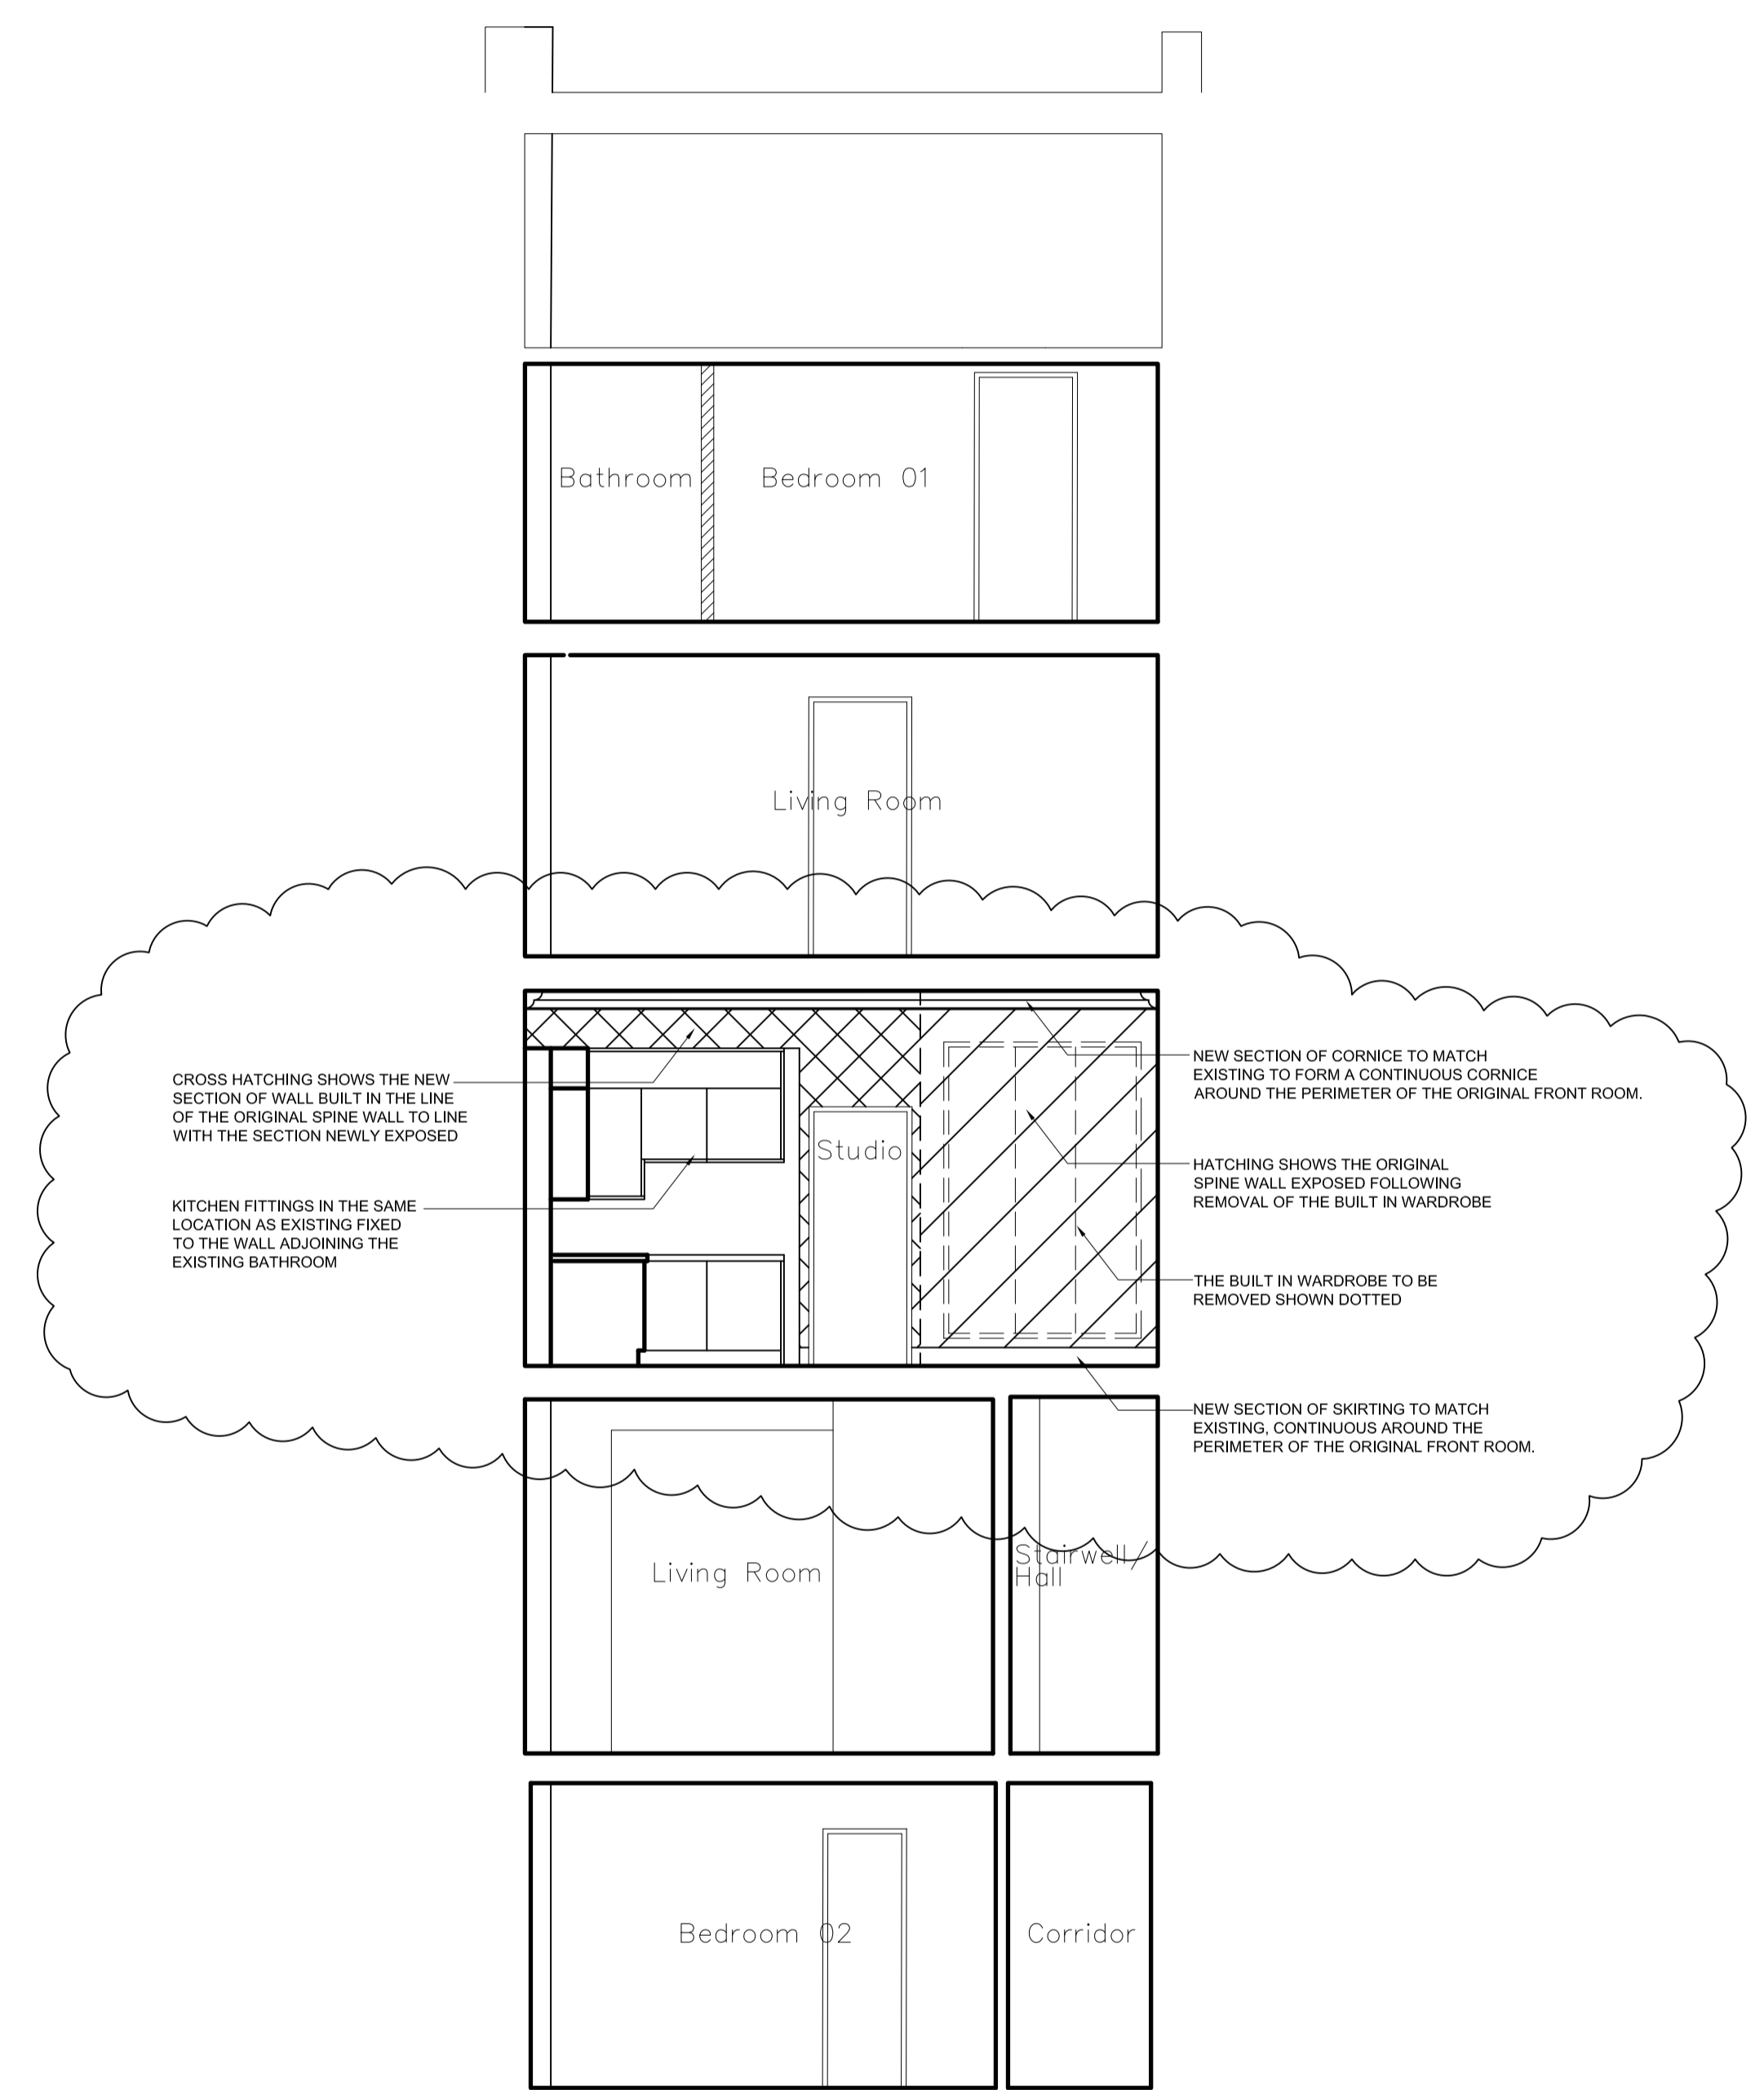 Bathroom
Bedroom 01
Living Room
CROSS HATCHING SHOWS THE NEW
SECTION OF WALL BUILT IN THE LINE
OF THE ORIGINAL SPINE WALL TO LINE
WITH THE SECTION NEWLY EXPOSED
KITCHEN FITTINGS IN THE SAME
LOCATION AS EXISTING FIXED
TO THE WALL ADJOINING THE
EXISTING BATHROOM
Studio
NEW SECTION OF CORNICE TO MATCH
EXISTING TO FORM A CONTINUOUS CORNICE
AROUND THE PERIMETER OF THE ORIGINAL FRONT ROOM.
HATCHING SHOWS THE ORIGINAL
SPINE WALL EXPOSED FOLLOWING
REMOVAL OF THE BUILT IN WARDROBE
THE BUILT IN WARDROBE TO BE
REMOVED SHOWN DOTTED
NEW SECTION OF SKIRTING TO MATCH
EXISTING, CONTINUOUS AROUND THE
PERIMETER OF THE ORIGINAL FRONT ROOM.
Living Room
Stairwell/
Hall
Bedroom 02
Corridor